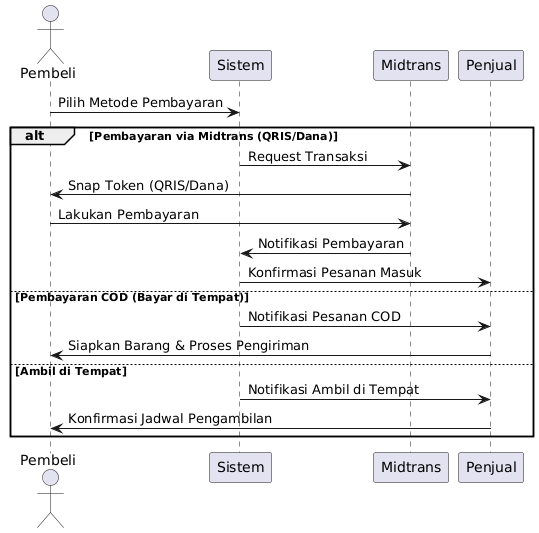 Pembeli
Sistem
Midtrans
Penjual
Pilih Metode Pembayaran
alt [Pembayaran via Midtrans (QRIS/Dana)]
Request Transaksi
Snap Token (QRIS/Dana)
Lakukan Pembayaran
Notifikasi Pembayaran
Konfirmasi Pesanan Masuk
[Pembayaran COD (Bayar di Tempat)]
Notifikasi Pesanan COD
Siapkan Barang & Proses Pengiriman
[Ambil di Tempat]
Notifikasi Ambil di Tempat
Konfirmasi Jadwal Pengambilan
Pembeli
Sistem
Midtrans
Penjual